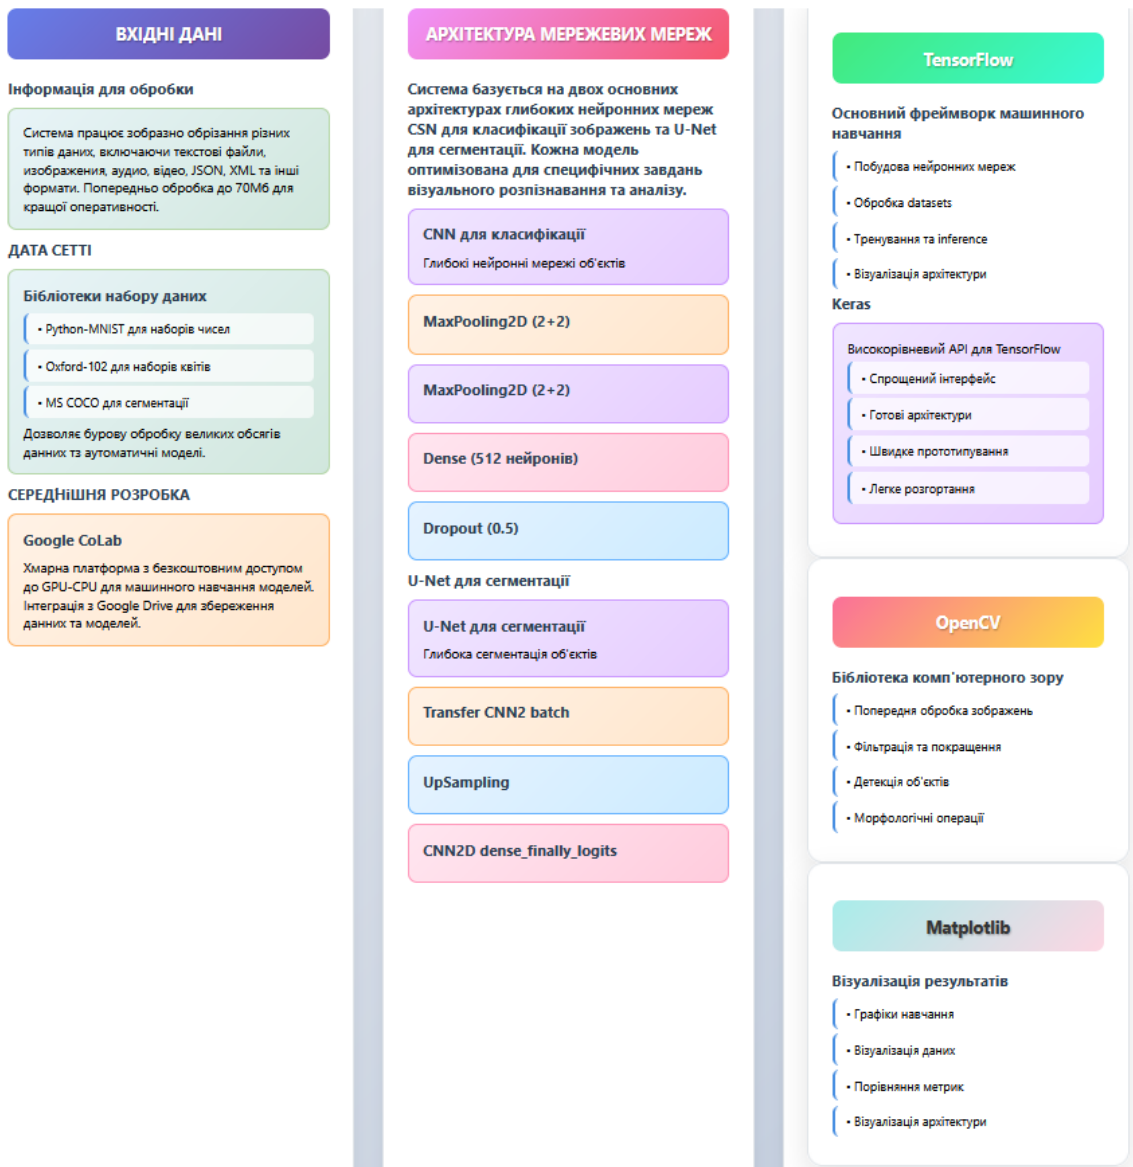 ВХІДНІ ДАНІ
Інформація для обробки
Система працює зобразно обрізання різних
типів даних, включаючи текстові файли,
изображення, аудио, відео, JSON, XML та інші
формати. Попередньо обробка до 70Мб для
кращої оперативності.
ДАТА СЕТТІ
Бібліотеки набору даних
• Python-MNIST для наборів чисел
• Oxford-102 для наборів квітів
• MS COCO для сегментації
Дозволяє бурову обробку великих обсягів
данних тз аутоматичні моделі.
СЕРЕДНіШНЯ РОЗРОБКА
Google CoLab
Хмарна платформа з безкоштовним доступом
до GPU-CPU для машинного навчання моделей.
Інтеграція з Google Drive для збереження
данних та моделей.
АРХІТЕКТУРА МЕРЕЖЕВИХ МЕРЕЖ
Система базується на двох основних
архітектурах глибоких нейронних мереж
CSN для класифікації зображень та U-Net
для сегментації. Кожна модель
оптимізована для специфічних завдань
візуального розпізнавання та аналізу.
CNN для класифікації
Глибокі нейронні мережі об'єктів
MaxPooling2D (2+2)
MaxPooling2D (2+2)
Dense (512 нейронів)
Dropout (0.5)
U-Net для сегментації
U-Net для сегментації
Глибока сегментація об'єктів
Transfer CNN2 batch
UpSampling
CNN2D dense_finally_logits
TensorFlow
Основний фреймворк машинного
навчання
• Побудова нейронних мереж
• Обробка datasets
• Тренування та inference
• Візуалізація архітектури
Keras
Високорівневий API для TensorFlow
• Спрощений інтерфейс
• Готові архітектури
• Швидке прототипування
• Легке розгортання
OpenCV
Бібліотека комп'ютерного зору
• Попередня обробка зображень
• Фільтрація та покращення
• Детекція об'єктів
• Морфологічні операції
Matplotlib
Візуалізація результатів
• Графіки навчання
• Візуалізація даних
• Порівняння метрик
• Візуалізація архітектури